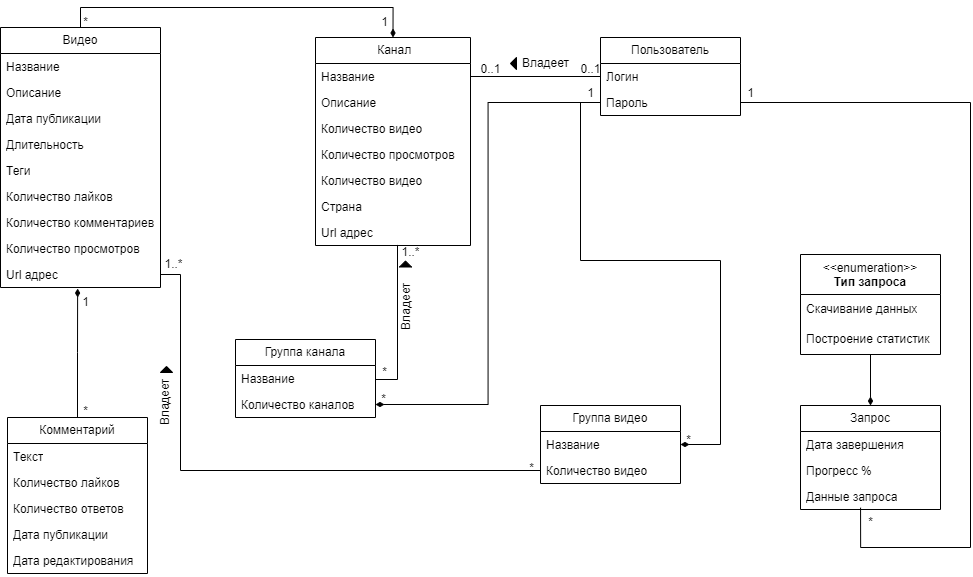 *
1
Видео
Название
Описание
Дата публикации
Длительность
Теги
Количество лайков
Количество комментариев
Количество просмотров
Url адрес
Канал
Название
Описание
Количество видео
Количество просмотров
Количество видео
Страна
Url адрес
0..1
Владеет
0..1
Пользователь
Логин
Пароль
1
1
1..*
1..*
Владеет
1
<<enumeration>>
Тип запроса
Скачивание данных
Построение статистик
Группа канала
Название
Количество каналов
*
*
Владеет
*
Комментарий
Текст
Количество лайков
Количество ответов
Дата публикации
Дата редактирования
Группа видео
Название
Количество видео
*
*
Запрос
Дата завершения
Прогресс %
Данные запроса
*